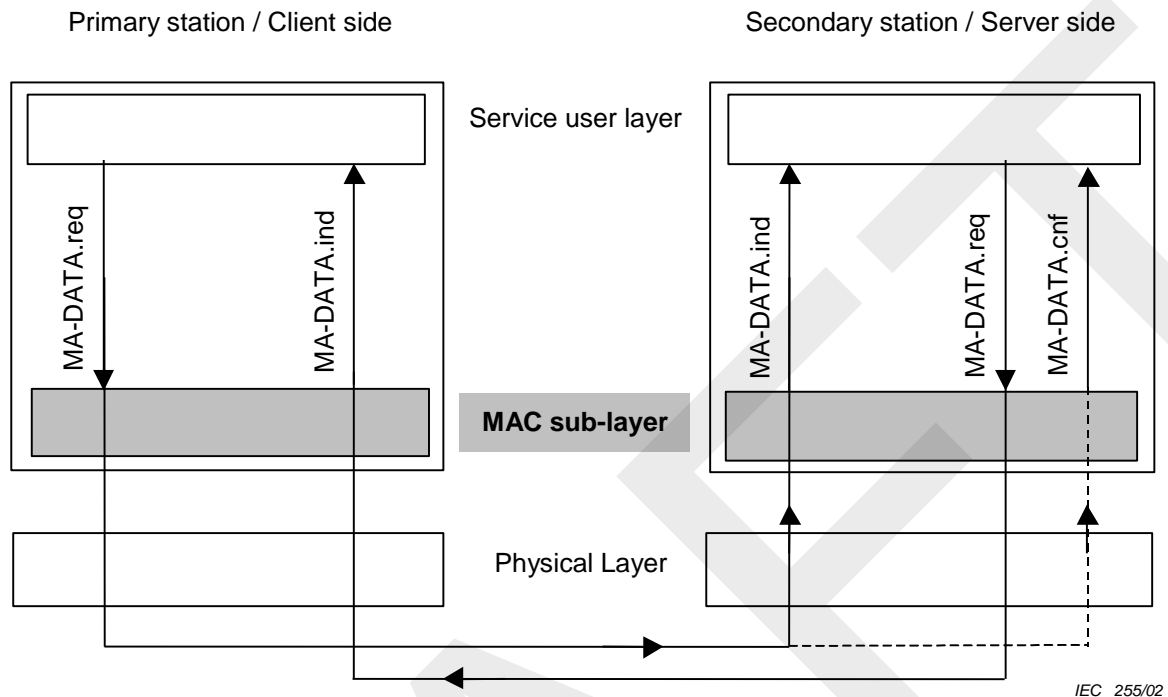 Primary station / Client side
Secondary station / Server side
Service user layer
MA-DATA.req
MA-DATA.ind
MA-DATA.ind
MA-DATA.req
MA-DATA.cnf
MAC sub-layer
Physical Layer
IEC 255/02